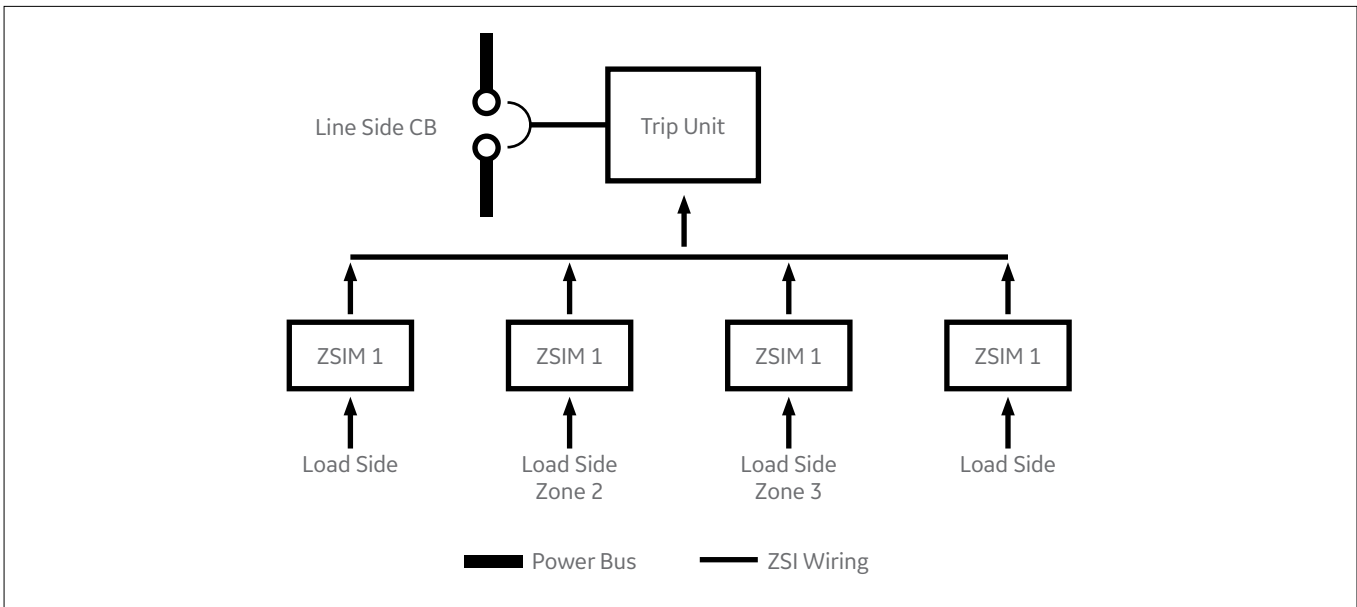 Line Side CB
Trip Unit
ZSIM 1
ZSIM 1
ZSIM 1
ZSIM 1
Load Side
Load Side
Zone 2
Load Side
Zone 3
Load Side
Power Bus
ZSI Wiring